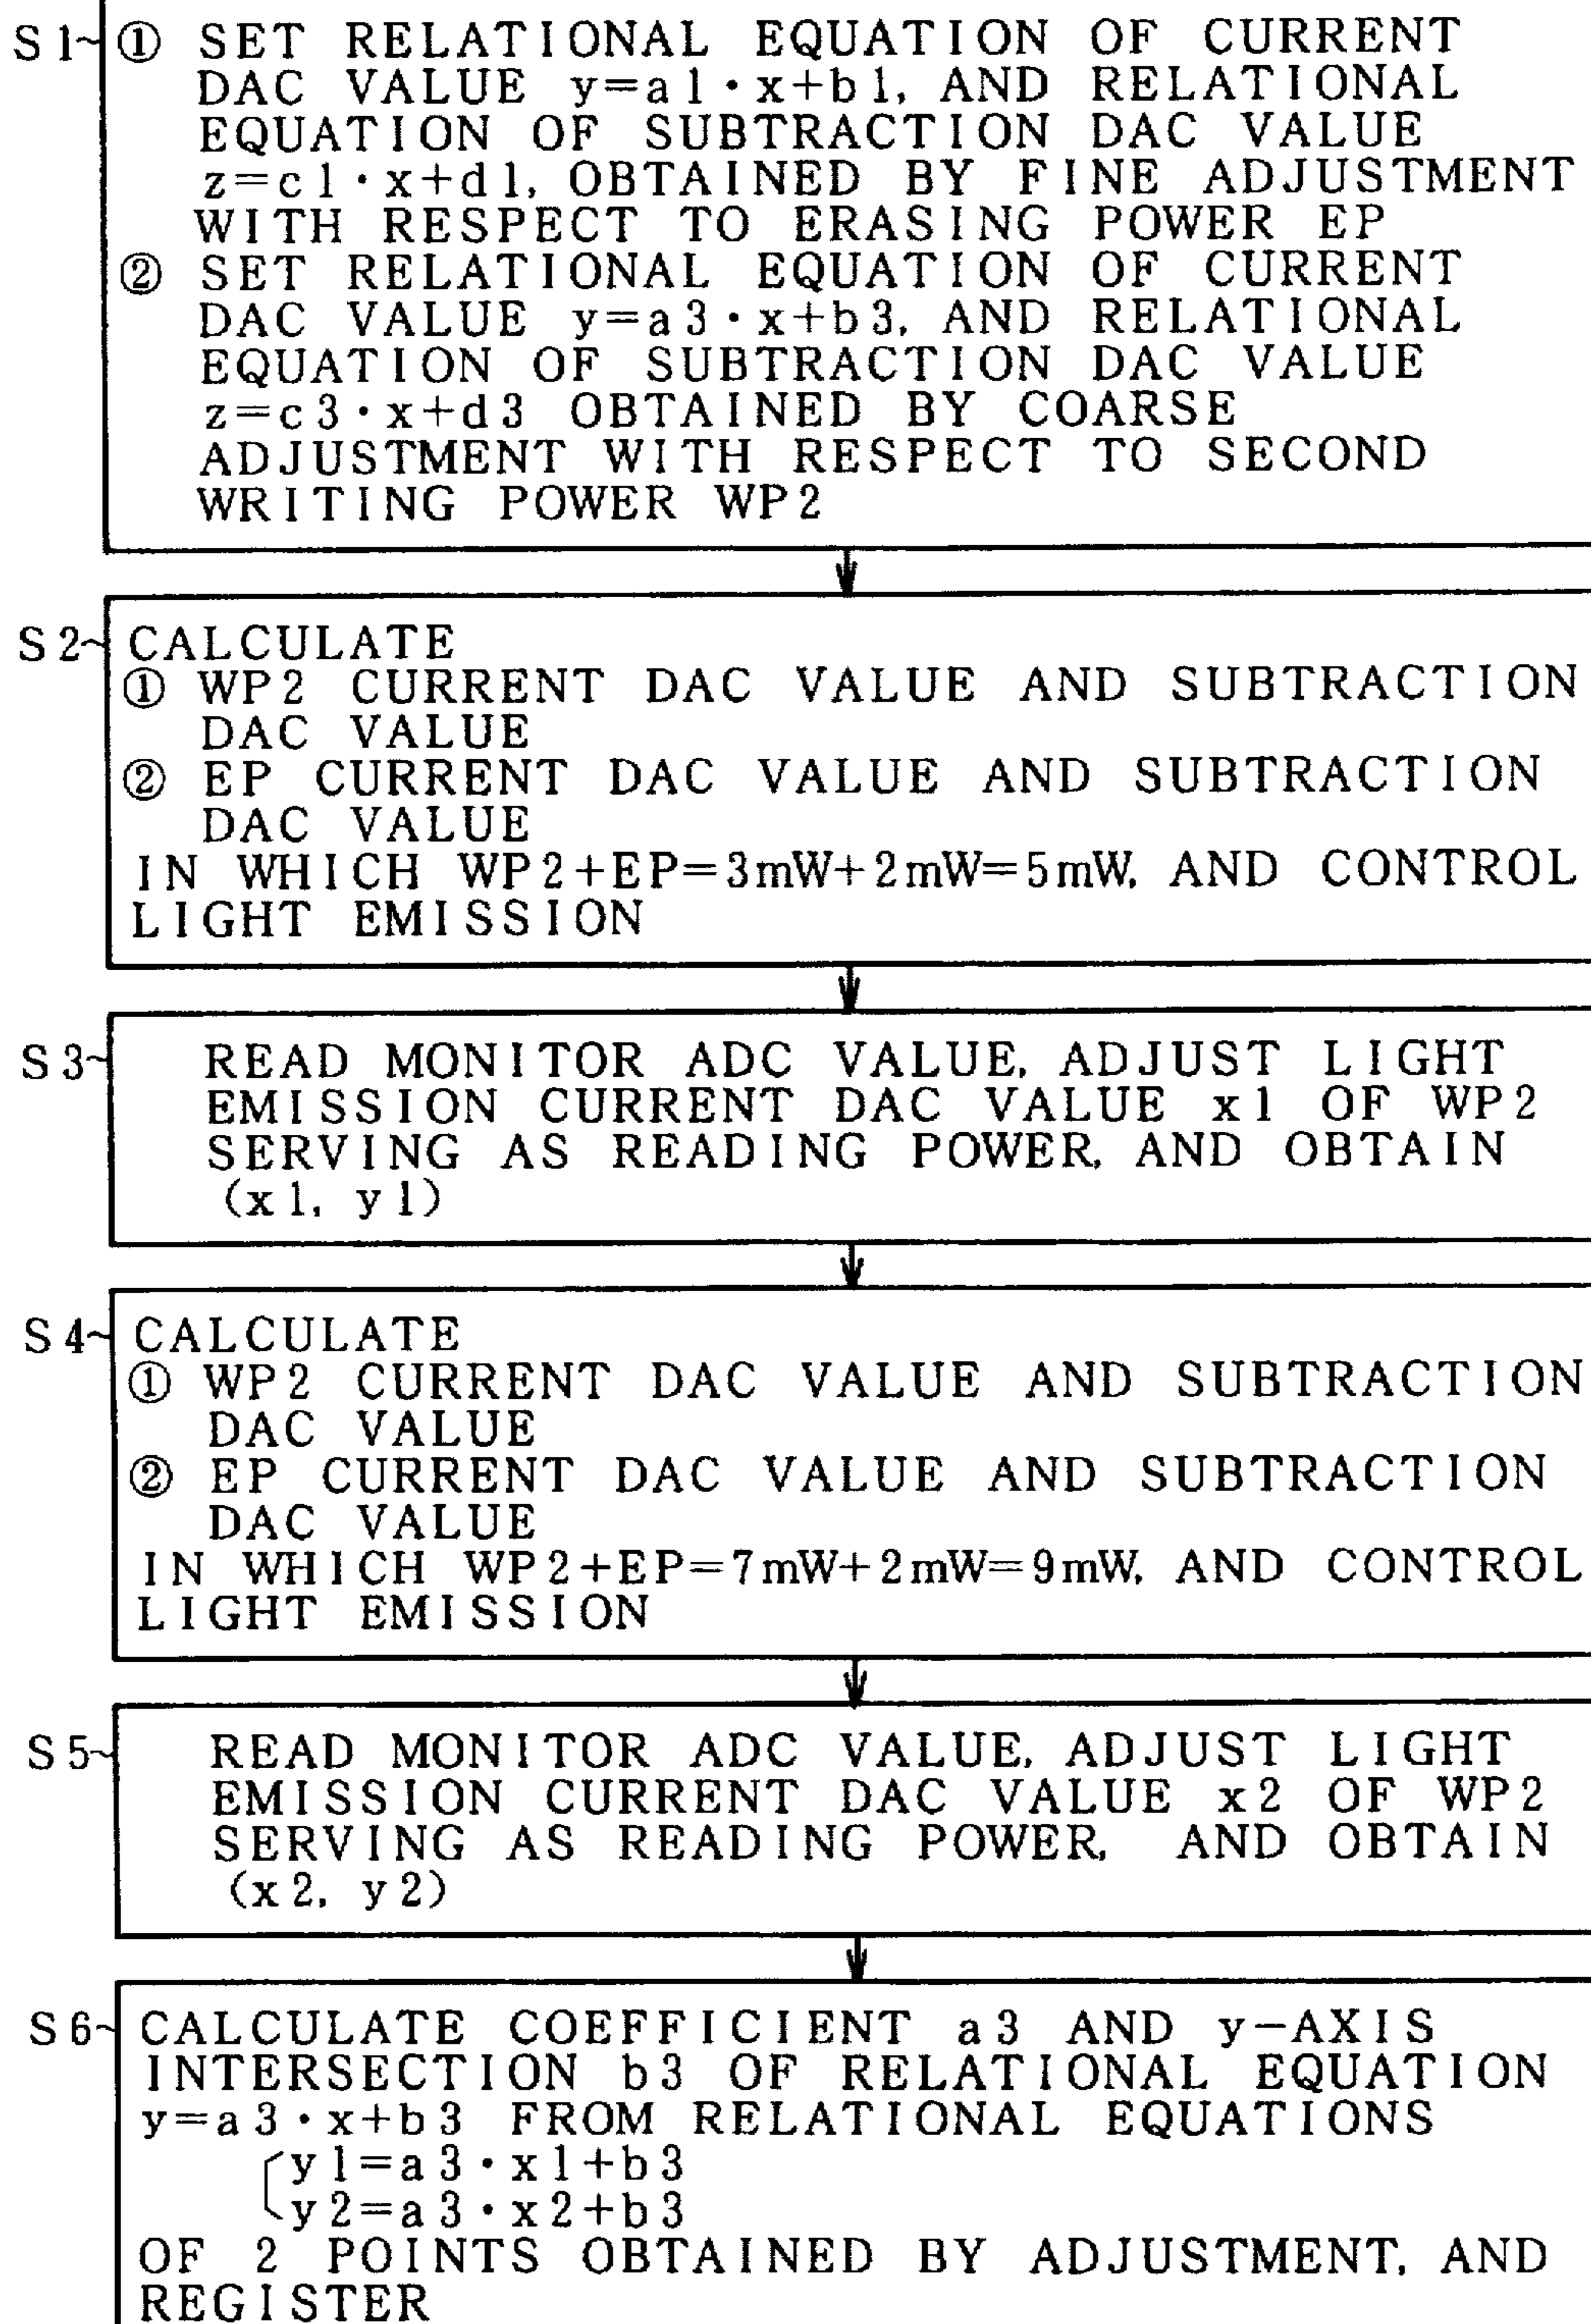 S1~ ① SET RELATIONAL EQUATION OF CURRENT
DAC VALUE y=a1・x+b1, AND RELATIONAL
EQUATION OF SUBTRACTION DAC VALUE
z=c1・x+d1, OBTAINED BY FINE ADJUSTMENT
WITH RESPECT TO ERASING POWER EP
② SET RELATIONAL EQUATION OF CURRENT
DAC VALUE y=a3・x+b3, AND RELATIONAL
EQUATION OF SUBTRACTION DAC VALUE
z=c3・x+d3 OBTAINED BY COARSE
ADJUSTMENT WITH RESPECT TO SECOND
WRITING POWER WP2
S2~ CALCULATE
① WP2 CURRENT DAC VALUE AND SUBTRACTION
DAC VALUE
② EP CURRENT DAC VALUE AND SUBTRACTION
DAC VALUE
IN WHICH WP2+EP=3mW+2mW=5mW, AND CONTROL
LIGHT EMISSION
S3~ READ MONITOR ADC VALUE, ADJUST LIGHT
EMISSION CURRENT DAC VALUE x1 OF WP2
SERVING AS READING POWER, AND OBTAIN
(x1, y1)
S4~ CALCULATE
① WP2 CURRENT DAC VALUE AND SUBTRACTION
DAC VALUE
② EP CURRENT DAC VALUE AND SUBTRACTION
DAC VALUE
IN WHICH WP2+EP=7mW+2mW=9mW, AND CONTROL
LIGHT EMISSION
S5~ READ MONITOR ADC VALUE, ADJUST LIGHT
EMISSION CURRENT DAC VALUE x2 OF WP2
SERVING AS READING POWER, AND OBTAIN
(x2, y2)
S6~ CALCULATE COEFFICIENT a3 AND y-AXIS
INTERSECTION b3 OF RELATIONAL EQUATION
y=a3・x+b3 FROM RELATIONAL EQUATIONS
y1=a3・x1+b3
y2=a3・x2+b3
OF 2 POINTS OBTAINED BY ADJUSTMENT, AND
REGISTER